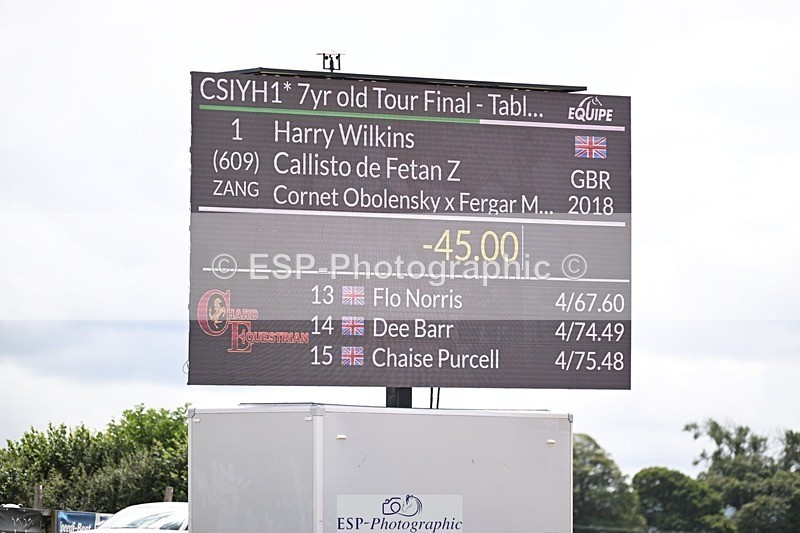 CSIYH1* 7yr old Tour Final - Tabl...
EQUIPE
1 Harry Wilkins
(609) Callisto de Fetan Z GBR
ZANG Cornet Obolensky x Fergar M... 2018
-45.00
© ESP-Photographic ©
13 Flo Norris 4/67.60
CHARD EQUESTRIAN
14 Dee Barr 4/74.49
15 Chaise Purcell 4/75.48
ESP-Photographic